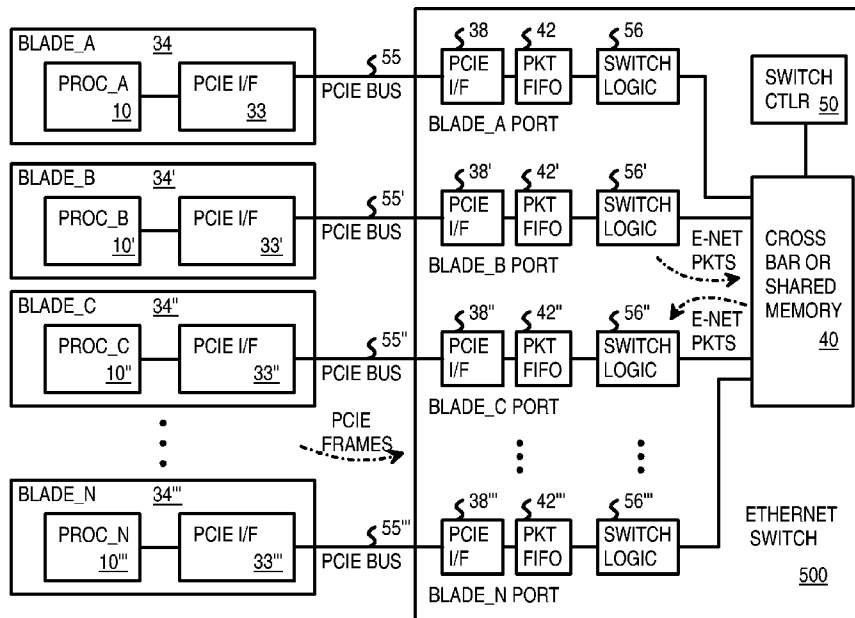 BLADE_A 34
PROC_A
10
PCIE I/F
33
55
PCIE BUS
38
PCIE
I/F
42
PKT
FIFO
56
SWITCH
LOGIC
BLADE_A PORT
SWITCH
CTLR 50
BLADE_B 34'
PROC_B
10'
PCIE I/F
33'
55'
PCIE BUS
38'
PCIE
I/F
42'
PKT
FIFO
56'
SWITCH
LOGIC
BLADE_B PORT
E-NET
PKTS
CROSS
BAR OR
SHARED
MEMORY
40
BLADE_C 34"
PROC_C
10"
PCIE I/F
33"
55"
PCIE BUS
38"
PCIE
I/F
42"
PKT
FIFO
56"
SWITCH
LOGIC
BLADE_C PORT
E-NET
PKTS
PCIE
FRAMES
BLADE_N 34'''
PROC_N
10'''
PCIE I/F
33'''
55'''
PCIE BUS
38'''
PCIE
I/F
42'''
PKT
FIFO
56'''
SWITCH
LOGIC
BLADE_N PORT
ETHERNET
SWITCH
500